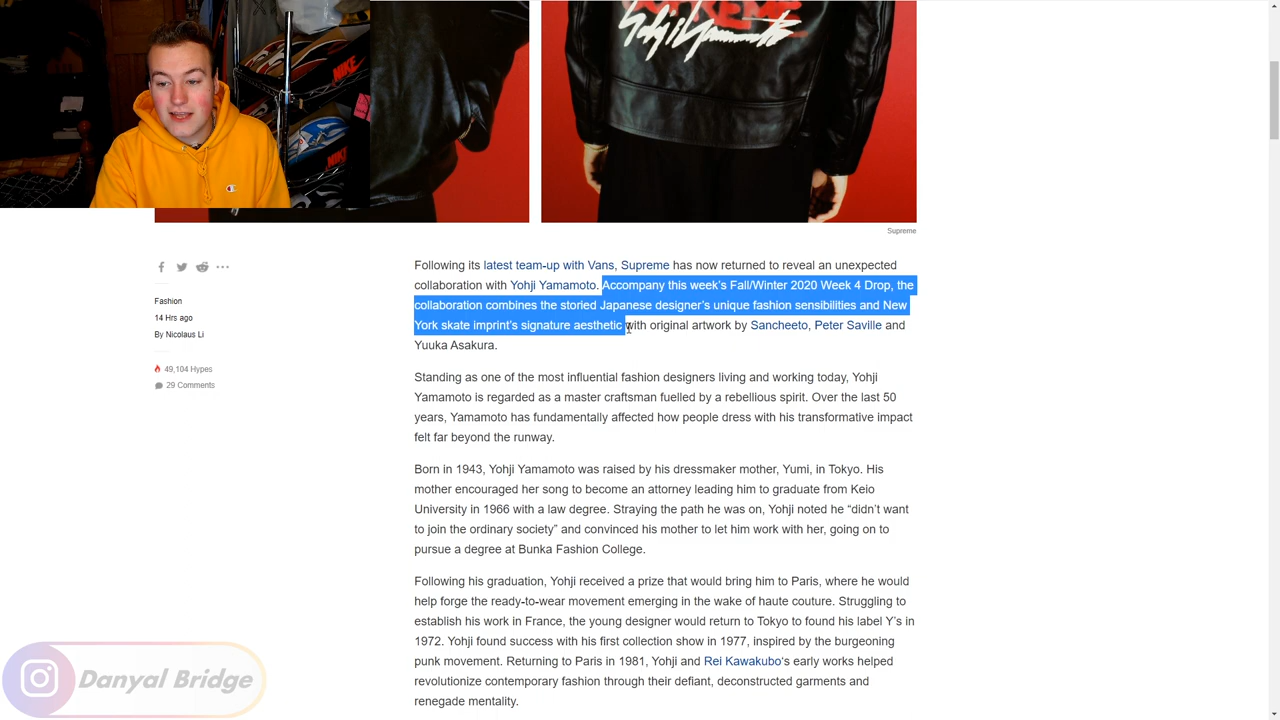 SUPREME
Yohji Yamamoto
NIKE
NIKE
Supreme
Following its latest team-up with Vans, Supreme has now returned to reveal an unexpected
collaboration with Yohji Yamamoto. Accompany this week’s Fall/Winter 2020 Week 4 Drop, the
collaboration combines the storied Japanese designer’s unique fashion sensibilities and New
York skate imprint’s signature aesthetic with original artwork by Sancheeto, Peter Saville and
Yuuka Asakura.
Fashion
14 Hrs ago
By Nicolaus Li
49,104 Hypes
29 Comments
Standing as one of the most influential fashion designers living and working today, Yohji
Yamamoto is regarded as a master craftsman fuelled by a rebellious spirit. Over the last 50
years, Yamamoto has fundamentally affected how people dress with his transformative impact
felt far beyond the runway.
Born in 1943, Yohji Yamamoto was raised by his dressmaker mother, Yumi, in Tokyo. His
mother encouraged her song to become an attorney leading him to graduate from Keio
University in 1966 with a law degree. Straying the path he was on, Yohji noted he “didn’t want
to join the ordinary society” and convinced his mother to let him work with her, going on to
pursue a degree at Bunka Fashion College.
Following his graduation, Yohji received a prize that would bring him to Paris, where he would
help forge the ready-to-wear movement emerging in the wake of haute couture. Struggling to
establish his work in France, the young designer would return to Tokyo to found his label Y’s in
1972. Yohji found success with his first collection show in 1977, inspired by the burgeoning
punk movement. Returning to Paris in 1981, Yohji and Rei Kawakubo‘s early works helped
revolutionize contemporary fashion through their defiant, deconstructed garments and
renegade mentality.
Danyal Bridge